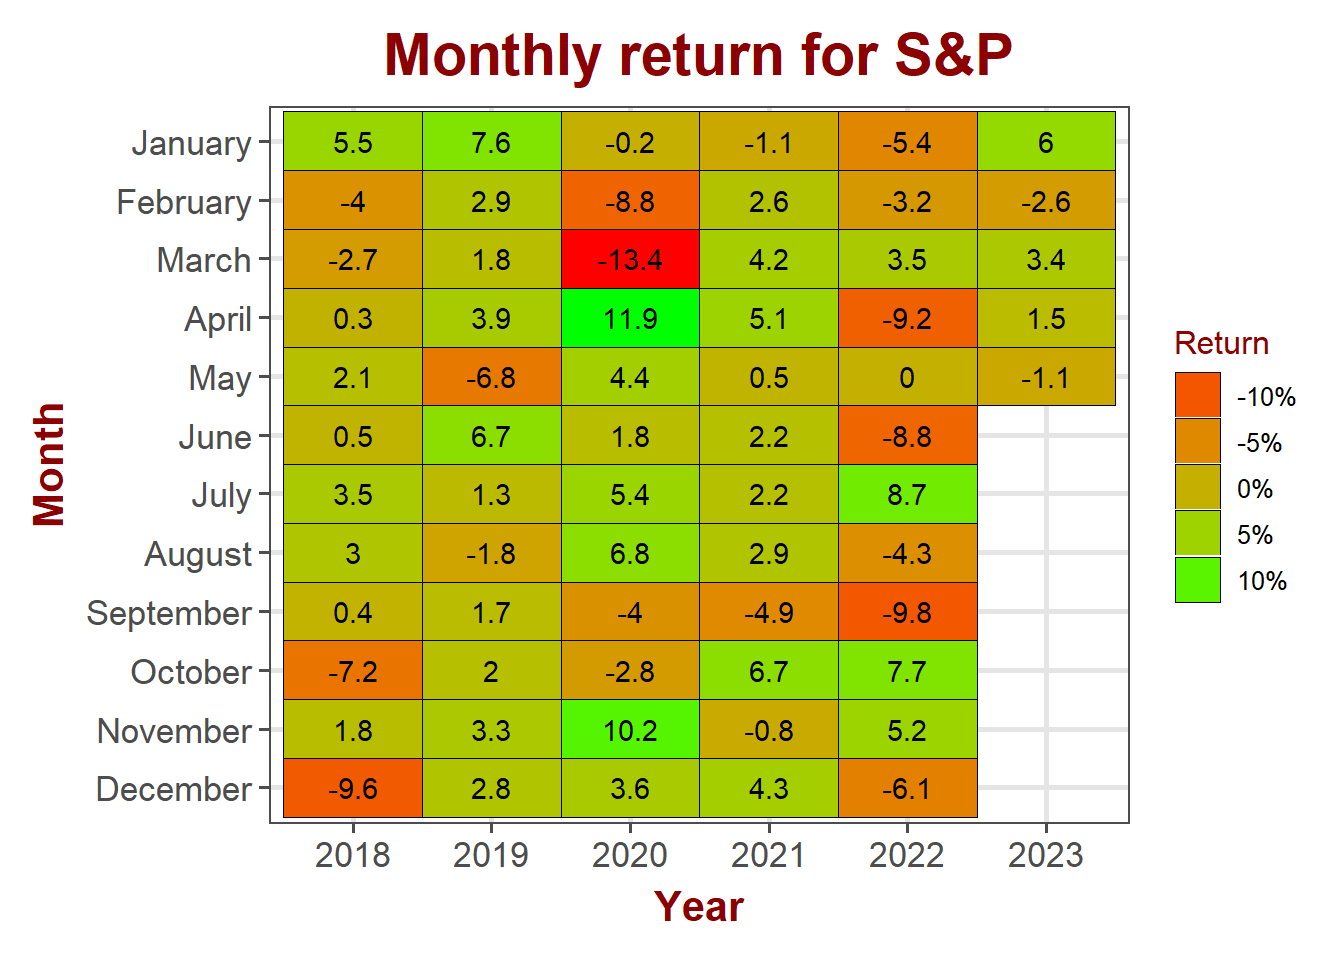 Monthly return for S&P
January 5.5 7.6 -0.2 -1.1 -5.4 6
February -4 2.9 -8.8 2.6 -3.2 -2.6
March -2.7 1.8 -13.4 4.2 3.5 3.4
April 0.3 3.9 11.9 5.1 -9.2 1.5
May 2.1 -6.8 4.4 0.5 0 -1.1
June 0.5 6.7 1.8 2.2 -8.8
July 3.5 1.3 5.4 2.2 8.7
August 3 -1.8 6.8 2.9 -4.3
September 0.4 1.7 -4 -4.9 -9.8
October -7.2 2 -2.8 6.7 7.7
November 1.8 3.3 10.2 -0.8 5.2
December -9.6 2.8 3.6 4.3 -6.1
2018 2019 2020 2021 2022 2023
Year
Month
Return
-10%
-5%
0%
5%
10%